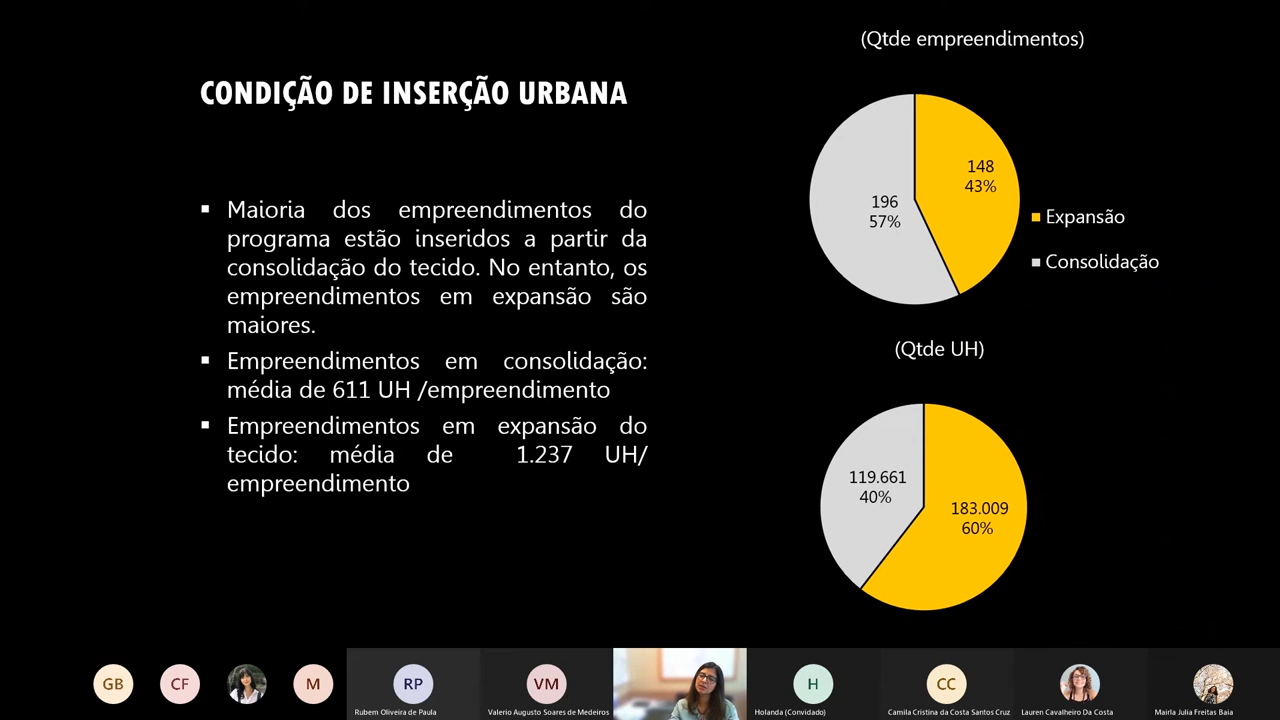 (Qtde empreendimentos)
CONDIÇÃO DE INSERÇÃO URBANA
▪ Maioria dos empreendimentos do
programa estão inseridos a partir da
consolidação do tecido. No entanto, os
empreendimentos em expansão são
maiores.
▪ Empreendimentos em consolidação:
média de 611 UH /empreendimento
▪ Empreendimentos em expansão do
tecido: média de 1.237 UH/
empreendimento
148
43%
196
57%
Expansão
Consolidação
(Qtde UH)
119.661
40%
183.009
60%
GB
CF
M
RP
VM
H
CC
Rubem Oliveira de Paula
Valerio Augusto Soares de Medeiros
Holanda (Convidado)
Camila Cristina da Costa Santos Cruz
Lauren Cavalheiro Da Costa
Mairla Julia Freitas Baia